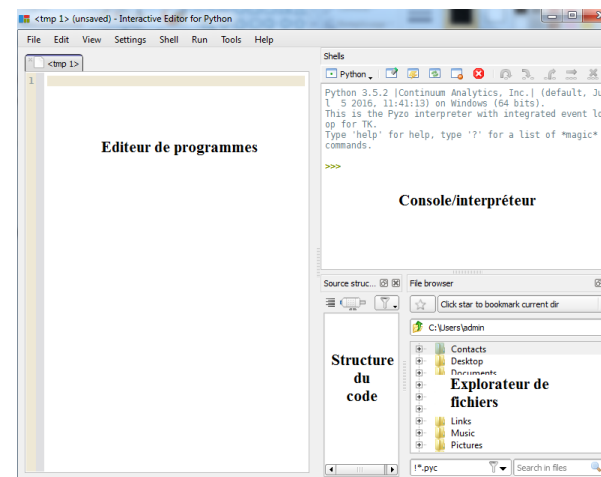 <tmp 1> (unsaved) - Interactive Editor for Python
File Edit View Settings Shell Run Tools Help
<tmp 1>
1
Editeur de programmes
Shells
Python
Python 3.5.2 |Continuum Analytics, Inc.| (default, Ju
l  5 2016, 11:41:13) on Windows (64 bits).
This is the Pyzo interpreter with integrated event lo
op for TK.
Type 'help' for help, type '?' for a list of *magic*
commands.
>>>
Console/interpréteur
Source struc...
Structure
du
code
File browser
Click star to bookmark current dir
C:\Users\admin
Contacts
Desktop
Documents
Explorateur de
fichiers
Links
Music
Pictures
!*.pyc
Search in files